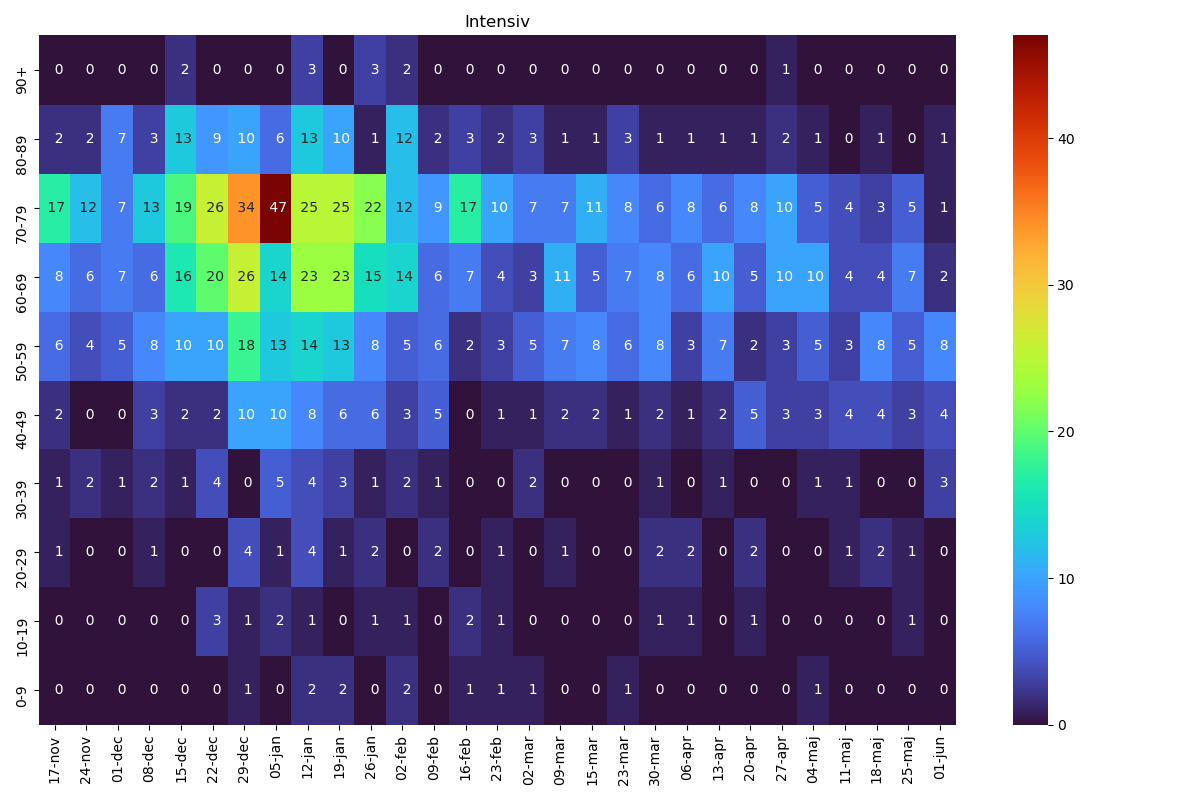 Intensiv
90+ 0 0 0 0 2 0 0 0 3 0 3 2 0 0 0 0 0 0 0 0 0 0 0 1 0 0 0 0 0
80-89 2 2 7 3 13 9 10 6 13 10 1 12 2 3 2 3 1 1 3 1 1 1 1 2 1 0 1 0 1
70-79 17 12 7 13 19 26 34 47 25 25 22 12 9 17 10 7 7 11 8 6 8 6 8 10 5 4 3 5 1
60-69 8 6 7 6 16 20 26 14 23 23 15 14 6 7 4 3 11 5 7 8 6 10 5 10 10 4 4 7 2
50-59 6 4 5 8 10 10 18 13 14 13 8 5 6 2 3 5 7 8 6 8 3 7 2 3 5 3 8 5 8
40-49 2 0 0 3 2 2 10 10 8 6 6 3 5 0 1 1 2 2 1 2 1 2 5 3 3 4 4 3 4
30-39 1 2 1 2 1 4 0 5 4 3 1 2 1 0 0 2 0 0 0 1 0 1 0 0 1 1 0 0 3
20-29 1 0 0 1 0 0 4 1 4 1 2 0 2 0 1 0 1 0 0 2 2 0 2 0 0 1 2 1 0
10-19 0 0 0 0 0 3 1 2 1 0 1 1 0 2 1 0 0 0 0 1 1 0 1 0 0 0 0 1 0
0-9 0 0 0 0 0 0 1 0 2 2 0 2 0 1 1 1 0 0 1 0 0 0 0 0 1 0 0 0 0
17-nov 24-nov 01-dec 08-dec 15-dec 22-dec 29-dec 05-jan 12-jan 19-jan 26-jan 02-feb 09-feb 16-feb 23-feb 02-mar 09-mar 15-mar 23-mar 30-mar 06-apr 13-apr 20-apr 27-apr 04-maj 11-maj 18-maj 25-maj 01-jun
40
30
20
10
0